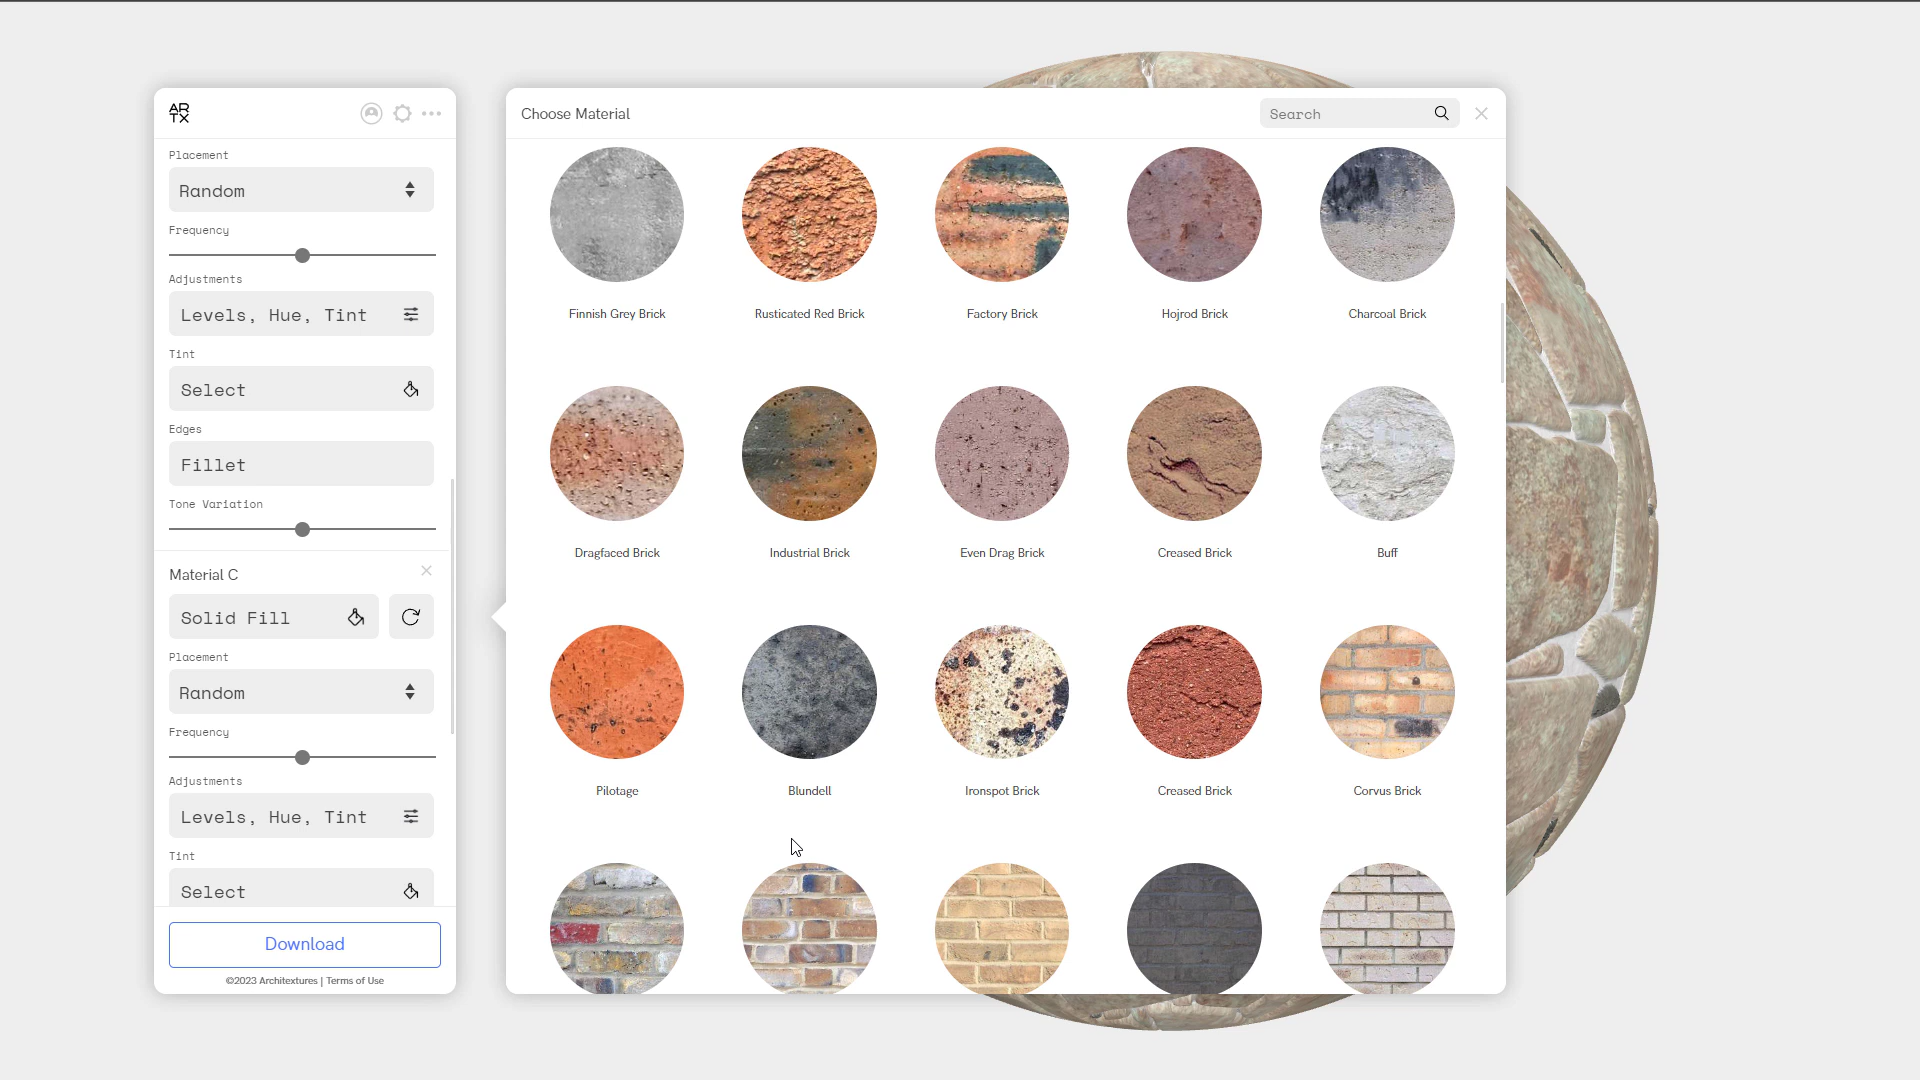 AR
TX
Placement
Random
Frequency
Adjustments
Levels, Hue, Tint
Tint
Select
Edges
Fillet
Tone Variation
Material C
Solid Fill
Placement
Random
Frequency
Adjustments
Levels, Hue, Tint
Tint
Select
Download
©2023 Architextures | Terms of Use
Choose Material
Search
Finnish Grey Brick
Rusticated Red Brick
Factory Brick
Hojrod Brick
Charcoal Brick
Dragfaced Brick
Industrial Brick
Even Drag Brick
Creased Brick
Buff
Pilotage
Blundell
Ironspot Brick
Creased Brick
Corvus Brick